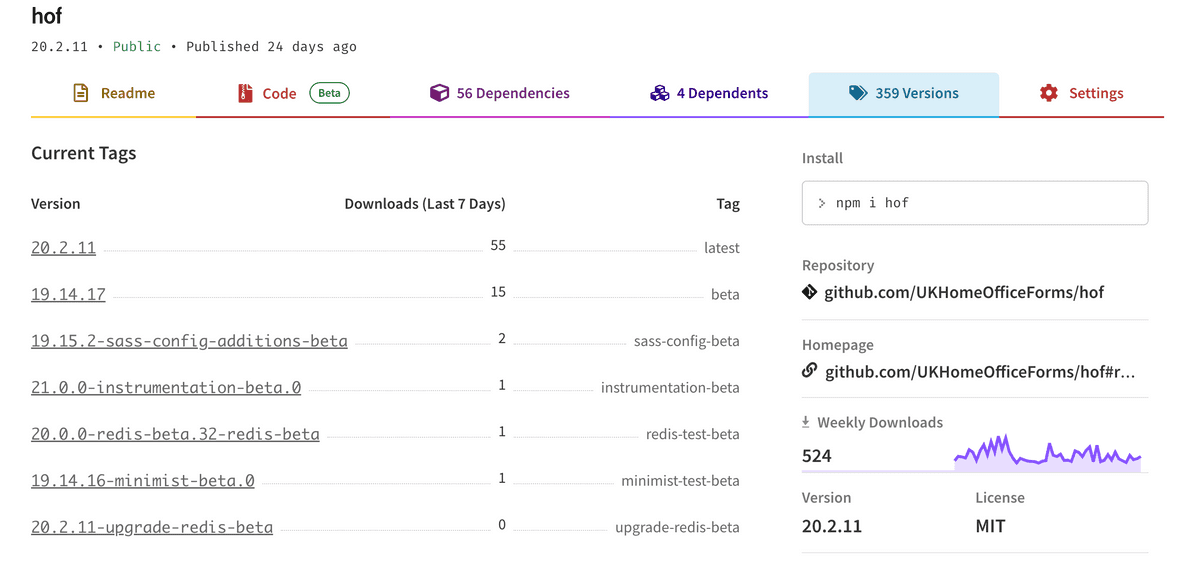 hof
20.2.11 • Public • Published 24 days ago
Readme
Code Beta
56 Dependencies
4 Dependents
359 Versions
Settings
Current Tags
Version Downloads (Last 7 Days) Tag
20.2.11 55 latest
19.14.17 15 beta
19.15.2-sass-config-additions-beta 2 sass-config-beta
21.0.0-instrumentation-beta.0 1 instrumentation-beta
20.0.0-redis-beta.32-redis-beta 1 redis-test-beta
19.14.16-minimist-beta.0 1 minimist-test-beta
20.2.11-upgrade-redis-beta 0 upgrade-redis-beta
Install
> npm i hof
Repository
github.com/UKHomeOfficeForms/hof
Homepage
github.com/UKHomeOfficeForms/hof#r...
Weekly Downloads
524
Version License
20.2.11 MIT